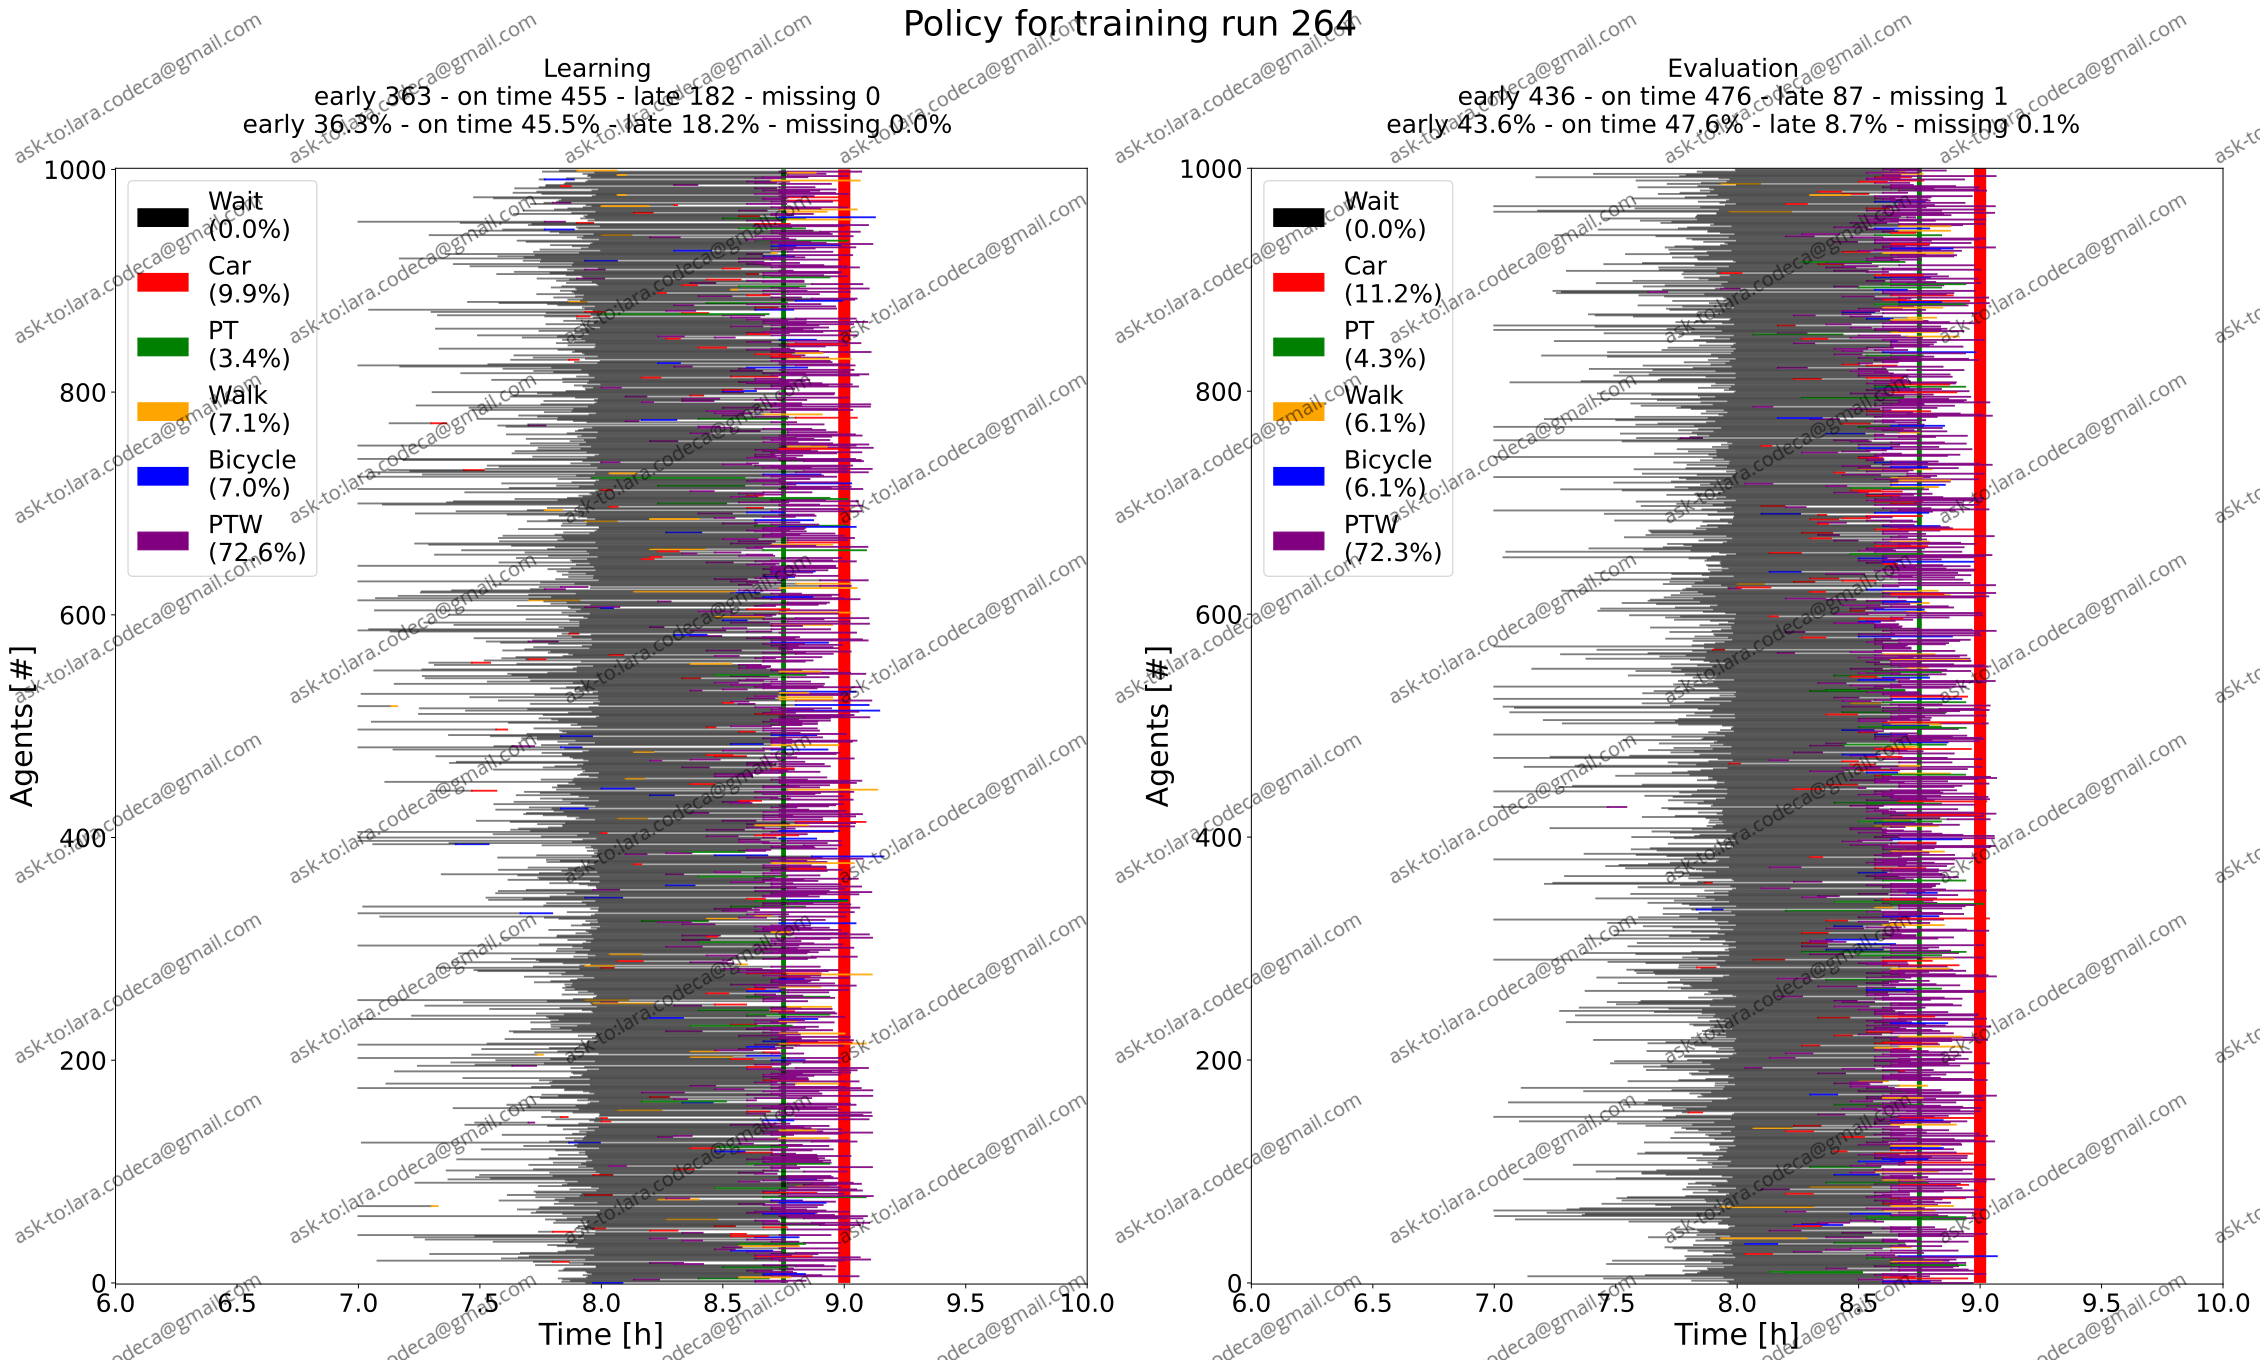 Policy for training run 264
Learning
early 363 - on time 455 - late 182 - missing 0
early 36.3% - on time 45.5% - late 18.2% - missing 0.0%
Evaluation
early 436 - on time 476 - late 87 - missing 1
early 43.6% - on time 47.6% - late 8.7% - missing 0.1%
Agents [#]
1000
800
600
400
200
0
Wait
(0.0%)
Car
(9.9%)
PT
(3.4%)
Walk
(7.1%)
Bicycle
(7.0%)
PTW
(72.6%)
6.0 6.5 7.0 7.5 8.0 8.5 9.0 9.5 10.0
Time [h]
Agents [#]
1000
800
600
400
200
0
Wait
(0.0%)
Car
(11.2%)
PT
(4.3%)
Walk
(6.1%)
Bicycle
(6.1%)
PTW
(72.3%)
6.0 6.5 7.0 7.5 8.0 8.5 9.0 9.5 10.0
Time [h]
ask-to:lara.codeca@gmail.com